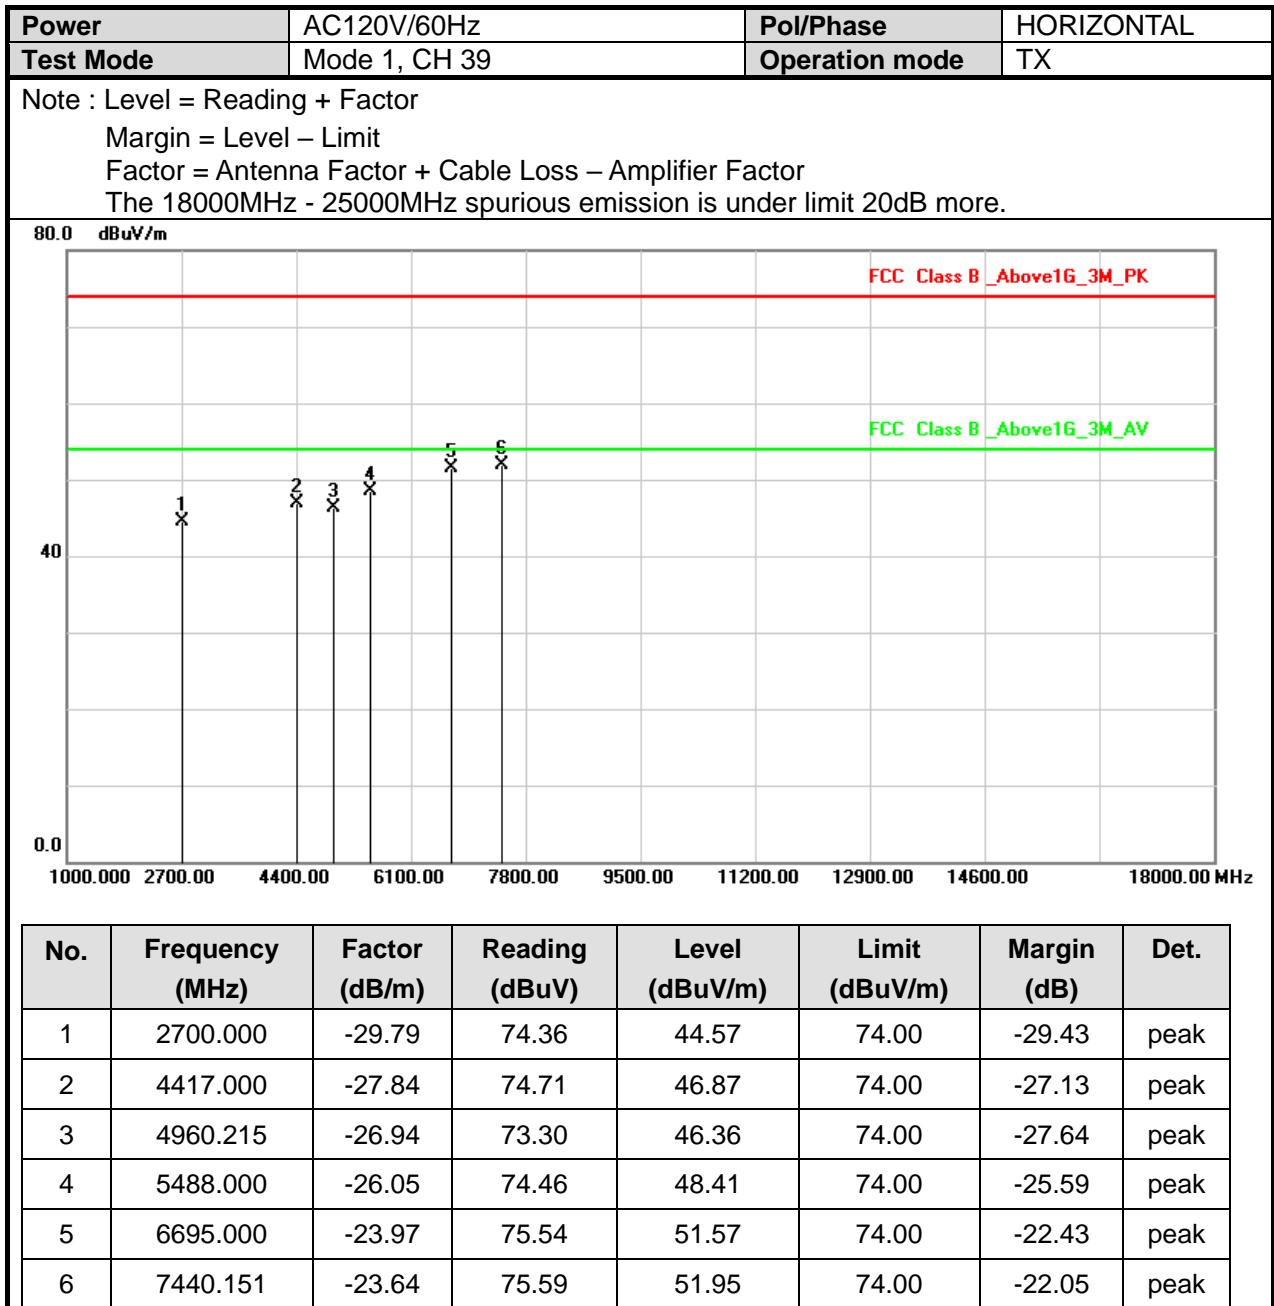 Power AC120V/60Hz Pol/Phase HORIZONTAL
Test Mode Mode 1, CH 39 Operation mode TX
Note : Level = Reading + Factor
Margin = Level – Limit
Factor = Antenna Factor + Cable Loss – Amplifier Factor
The 18000MHz - 25000MHz spurious emission is under limit 20dB more.
80.0 dBuV/m
FCC Class B _Above1G_3M_PK
FCC Class B _Above1G_3M_AV
1 2 3 4 5 6
40
0.0
1000.000 2700.00 4400.00 6100.00 7800.00 9500.00 11200.00 12900.00 14600.00 18000.00 MHz
No. Frequency Factor Reading Level Limit Margin Det.
(MHz) (dB/m) (dBuV) (dBuV/m) (dBuV/m) (dB)
1 2700.000 -29.79 74.36 44.57 74.00 -29.43 peak
2 4417.000 -27.84 74.71 46.87 74.00 -27.13 peak
3 4960.215 -26.94 73.30 46.36 74.00 -27.64 peak
4 5488.000 -26.05 74.46 48.41 74.00 -25.59 peak
5 6695.000 -23.97 75.54 51.57 74.00 -22.43 peak
6 7440.151 -23.64 75.59 51.95 74.00 -22.05 peak